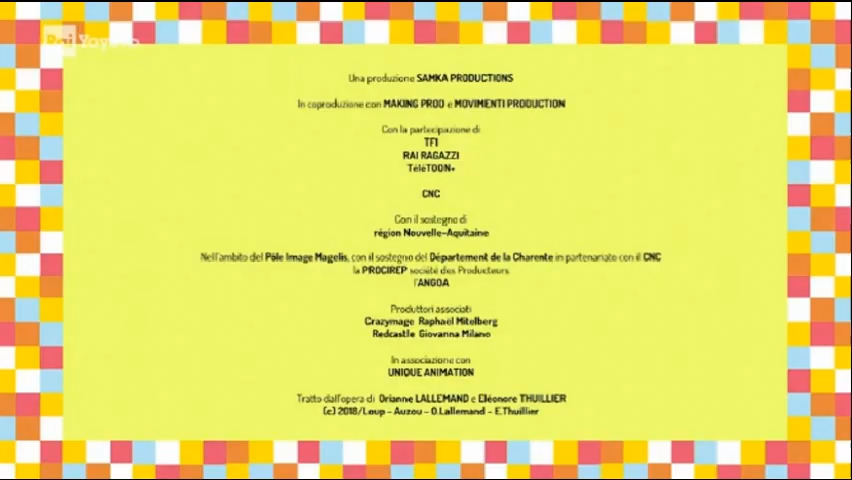 Rai Yoyo
Una produzione SAMKA PRODUCTIONS
In coproduzione con MAKING PROD e MOVIMENTI PRODUCTION
Con la partecipazione di
TF1
RAI RAGAZZI
TéléTOON+
CNC
Con il sostegno di
région Nouvelle-Aquitaine
Nell'ambito del Pôle Image Magelis, con il sostegno del Département de la Charente in partenariato con il CNC
la PROCIREP société des Producteurs
l'ANGOA
Produttori associati
Crazymage Raphaël Mitelberg
Redcastle Giovanna Milano
In associazione con
UNIQUE ANIMATION
Tratto dall'opera di Orianne LALLEMAND e Eléonore THUILLIER
(c) 2018/Loup - Auzou - O.Lallemand - E.Thuillier